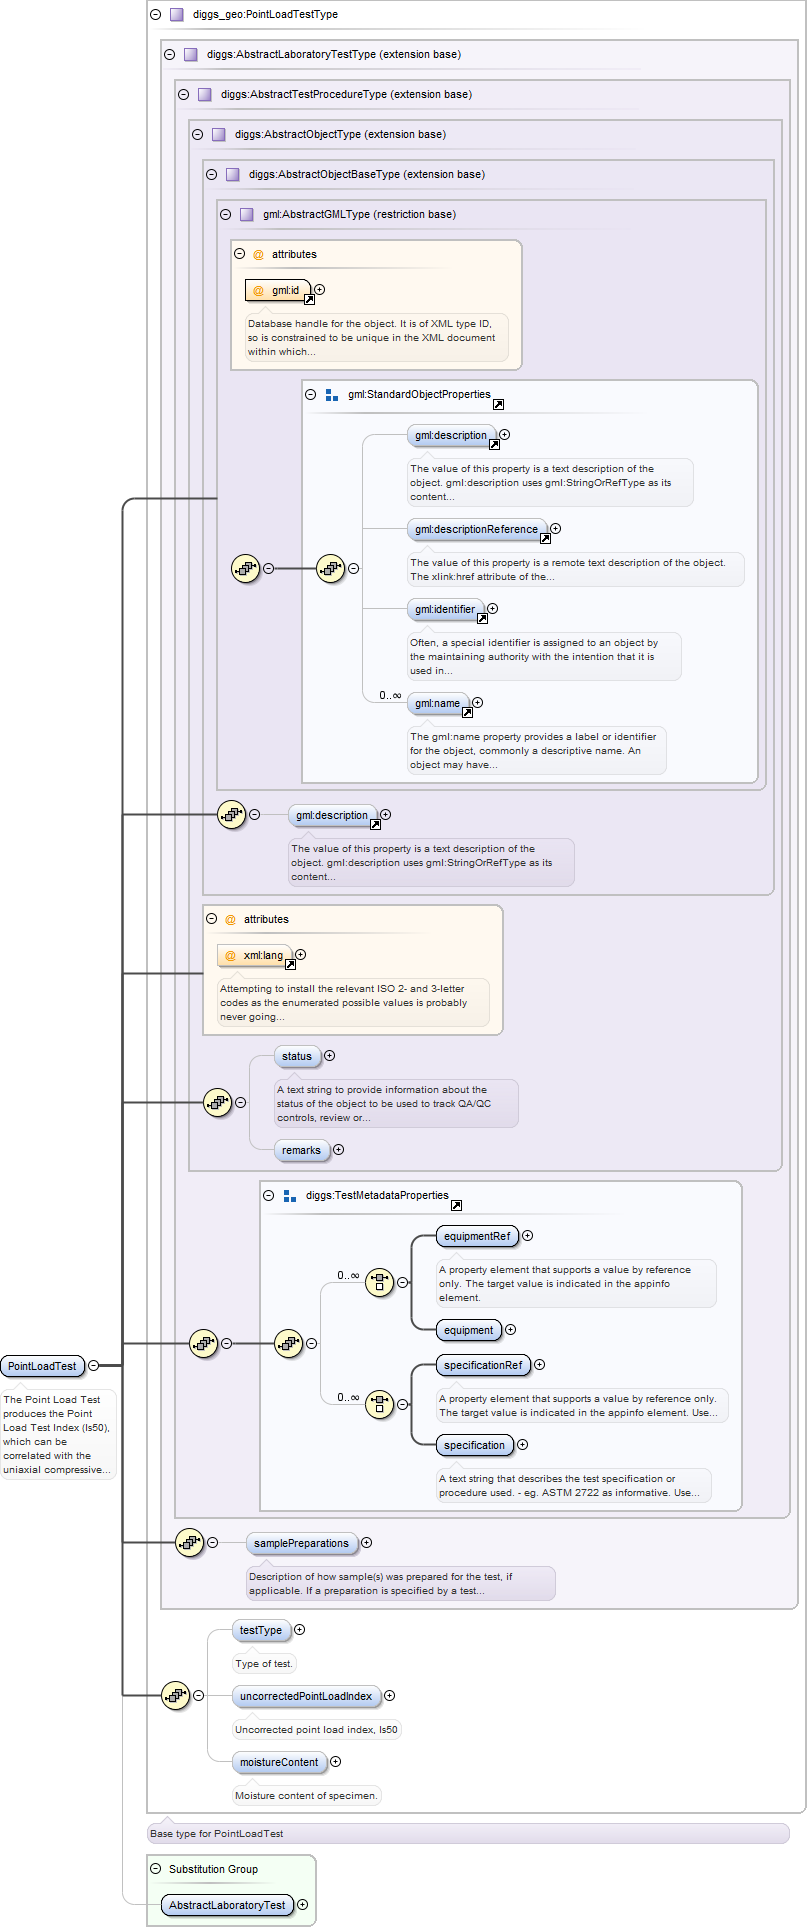 diggs_geo:PointLoadTestType
diggs:AbstractLaboratoryTestType (extension base)
diggs:AbstractTestProcedureType (extension base)
diggs:AbstractObjectType (extension base)
diggs:AbstractObjectBaseType (extension base)
gml:AbstractGMLType (restriction base)
@ attributes
@ gml:id
Database handle for the object. It is of XML type ID,
so is constrained to be unique in the XML document
within which...
gml:StandardObjectProperties
gml:description
The value of this property is a text description of the
object. gml:description uses gml:StringOrRefType as its
content...
gml:descriptionReference
The value of this property is a remote text description of the object.
The xlink:href attribute of the...
gml:identifier
Often, a special identifier is assigned to an object by
the maintaining authority with the intention that it is
used in...
0..∞
gml:name
The gml:name property provides a label or identifier
for the object, commonly a descriptive name. An
object may have...
gml:description
The value of this property is a text description of the
object. gml:description uses gml:StringOrRefType as its
content...
@ attributes
@ xml:lang
Attempting to install the relevant ISO 2- and 3-letter
codes as the enumerated possible values is probably
never going...
status
A text string to provide information about the
status of the object to be used to track QA/QC
controls, review or...
remarks
diggs:TestMetadataProperties
0..∞
equipmentRef
A property element that supports a value by reference
only. The target value is indicated in the appinfo
element.
equipment
0..∞
specificationRef
A property element that supports a value by reference only.
The target value is indicated in the appinfo element. Use...
specification
A text string that describes the test specification or
procedure used. - eg. ASTM 2722 as informative. Use...
PointLoadTest
The Point Load Test
produces the Point
Load Test Index (Is50),
which can be
correlated with the
uniaxial compressive...
samplePreparations
Description of how sample(s) was prepared for the test, if
applicable. If a preparation is specified by a test...
testType
Type of test.
uncorrectedPointLoadIndex
Uncorrected point load index, Is50
moistureContent
Moisture content of specimen.
Base type for PointLoadTest
Substitution Group
AbstractLaboratoryTest